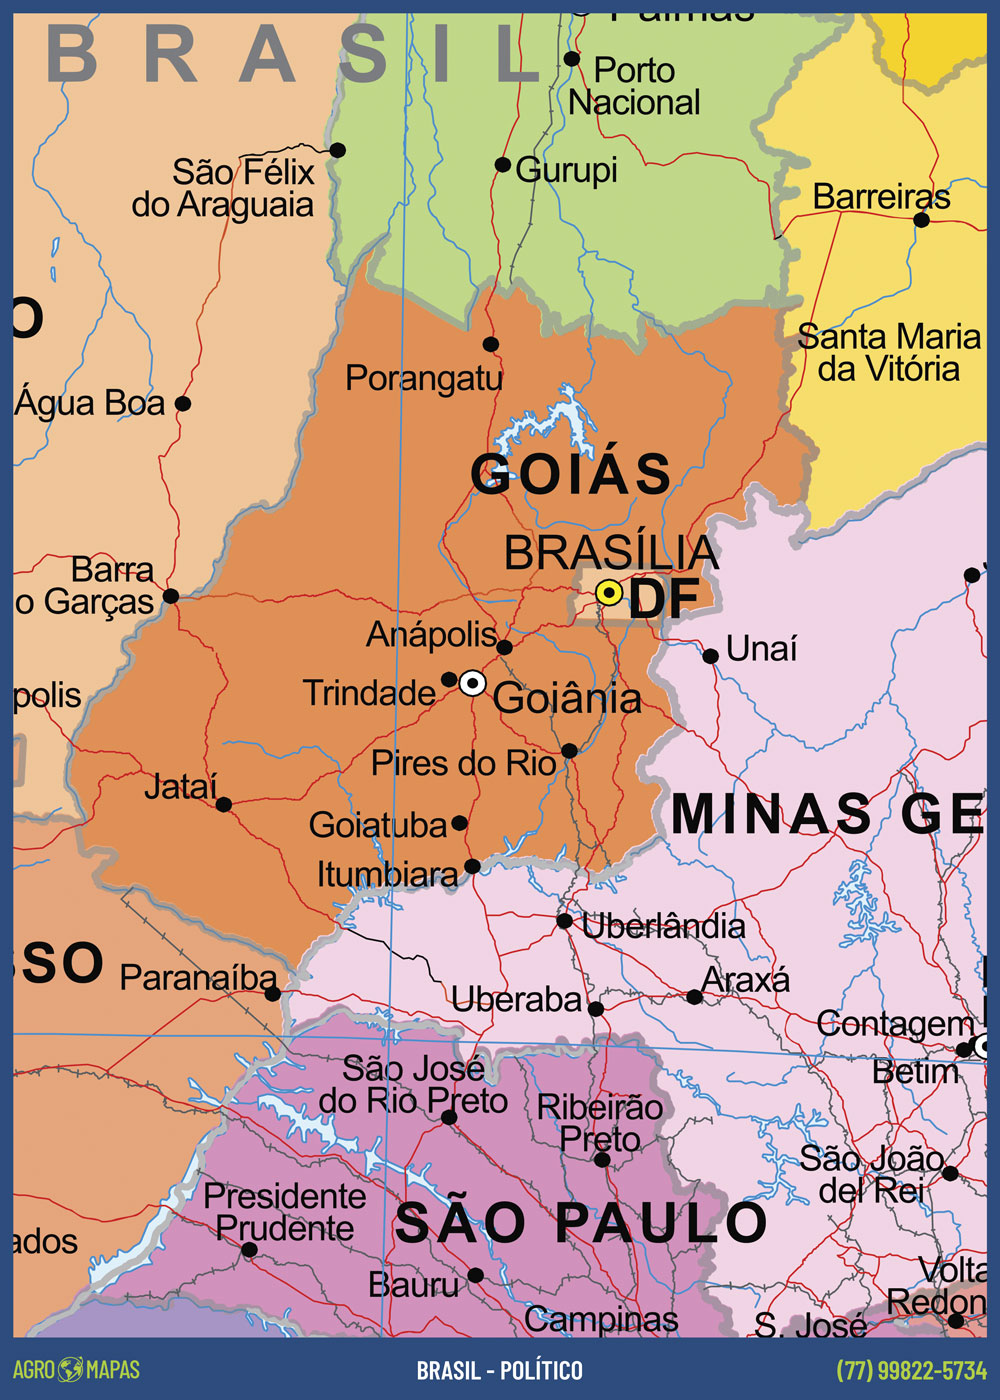 Palmas
BRASIL
Porto
Nacional
São Félix
do Araguaia
Gurupi
Barreiras
O
Santa Maria
da Vitória
Porangatu
Água Boa
GOIÁS
BRASÍLIA
DF
Barra
o Garças
Anápolis
Unaí
Trindade
Goiânia
polis
Pires do Rio
Jataí
MINAS GE
Goiatuba
Itumbiara
Uberlândia
SSO
Paranaíba
Araxá
Uberaba
Contagem
Betim
São José
do Rio Preto
Ribeirão
Preto
São João
del Rei
Presidente
Prudente
SÃO PAULO
ados
Bauru
Volta
Redon
Campinas
S. José
AGRO MAPAS
BRASIL - POLÍTICO
(77) 99822-5734